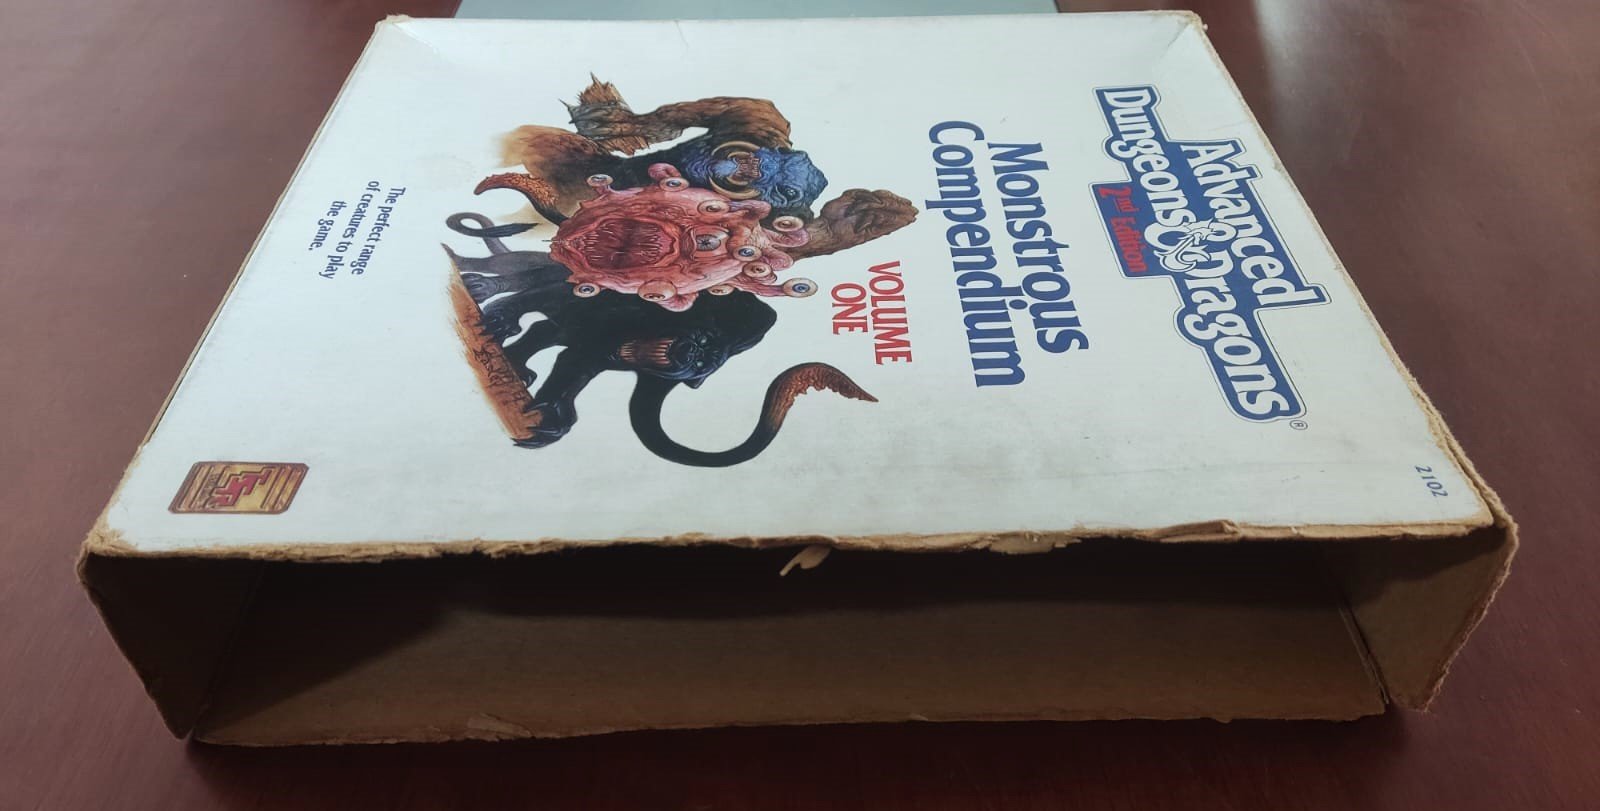 Advanced
Dungeons & Dragons®
2nd Edition
2102
Monstrous
Compendium
VOLUME
ONE
The perfect range
of creatures to play
the game.
TSR